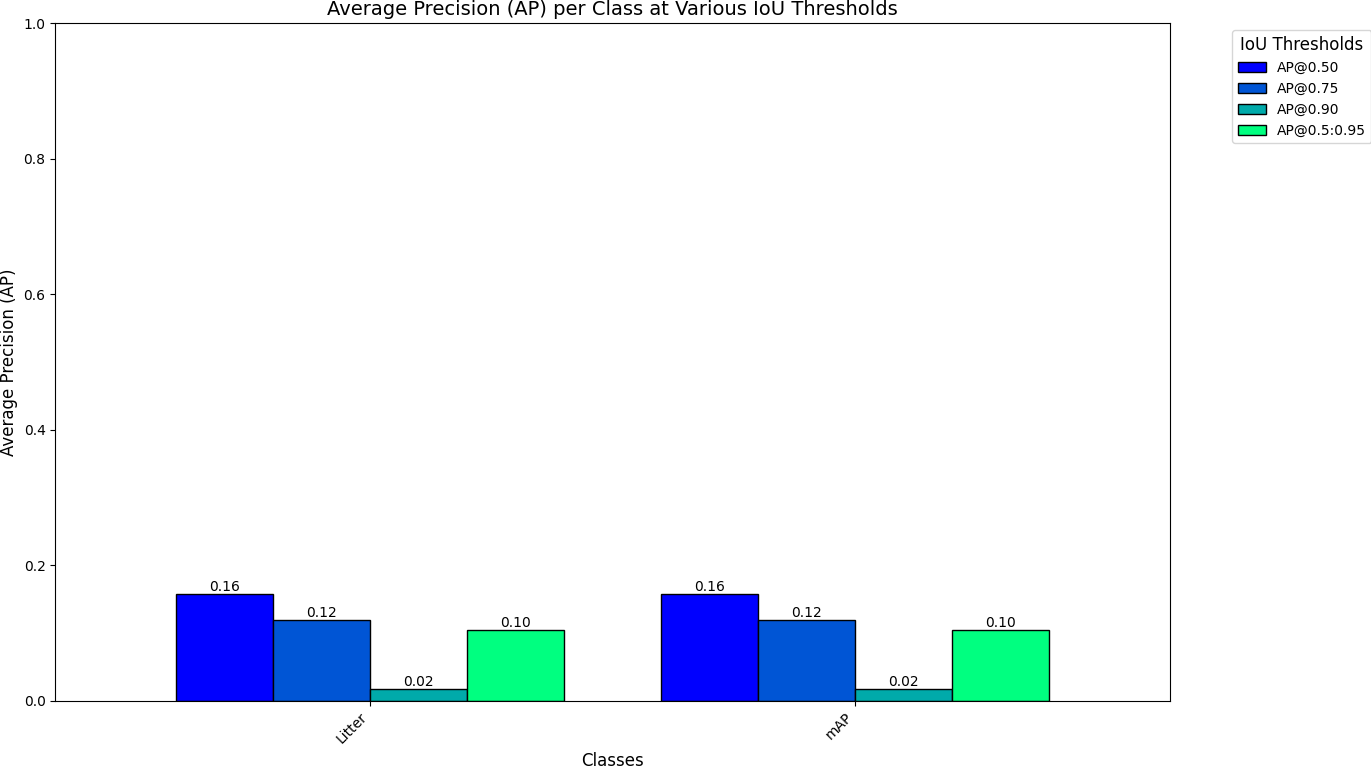 Average Precision (AP) per Class at Various IoU Thresholds
IoU Thresholds
AP@0.50
AP@0.75
AP@0.90
AP@0.5:0.95
Average Precision (AP)
1.0
0.8
0.6
0.4
0.2
0.0
0.16
0.12
0.02
0.10
0.16
0.12
0.02
0.10
Litter
mAP
Classes